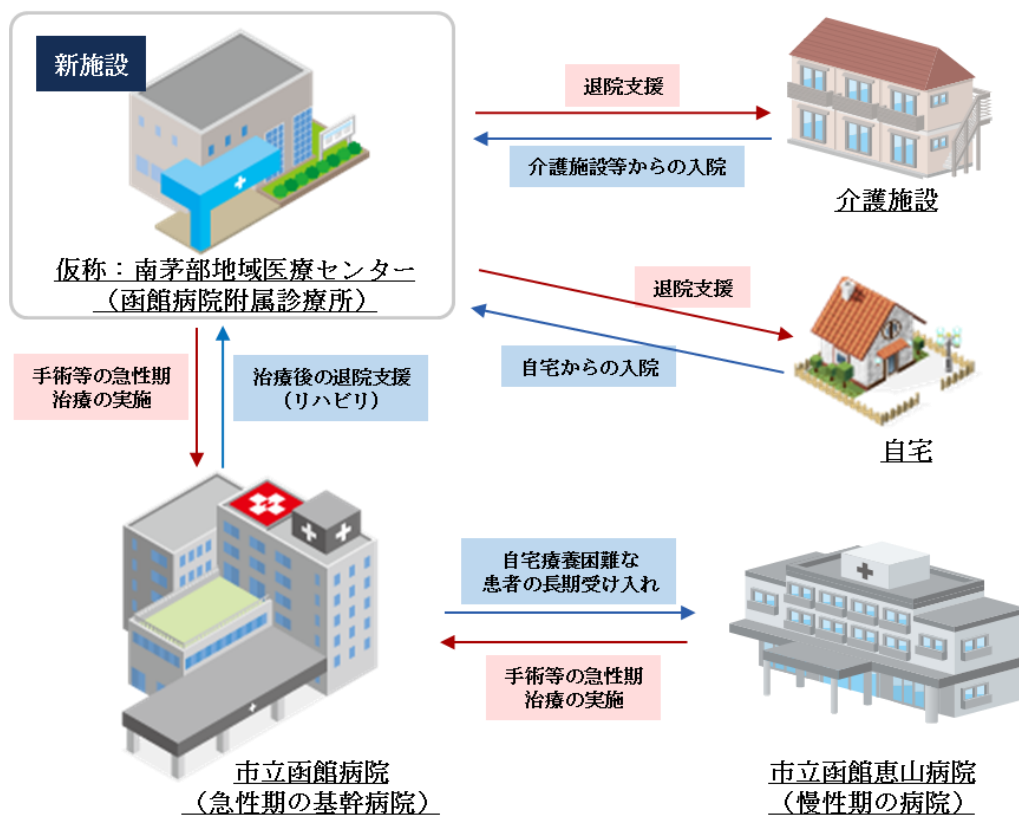 新施設
仮称：南茅部地域医療センター
（函館病院附属診療所）
退院支援
介護施設等からの入院
介護施設
退院支援
自宅からの入院
自宅
手術等の急性期
治療の実施
治療後の退院支援
（リハビリ）
自宅療養困難な
患者の長期受け入れ
手術等の急性期
治療の実施
市立函館病院
（急性期の基幹病院）
市立函館恵山病院
（慢性期の病院）